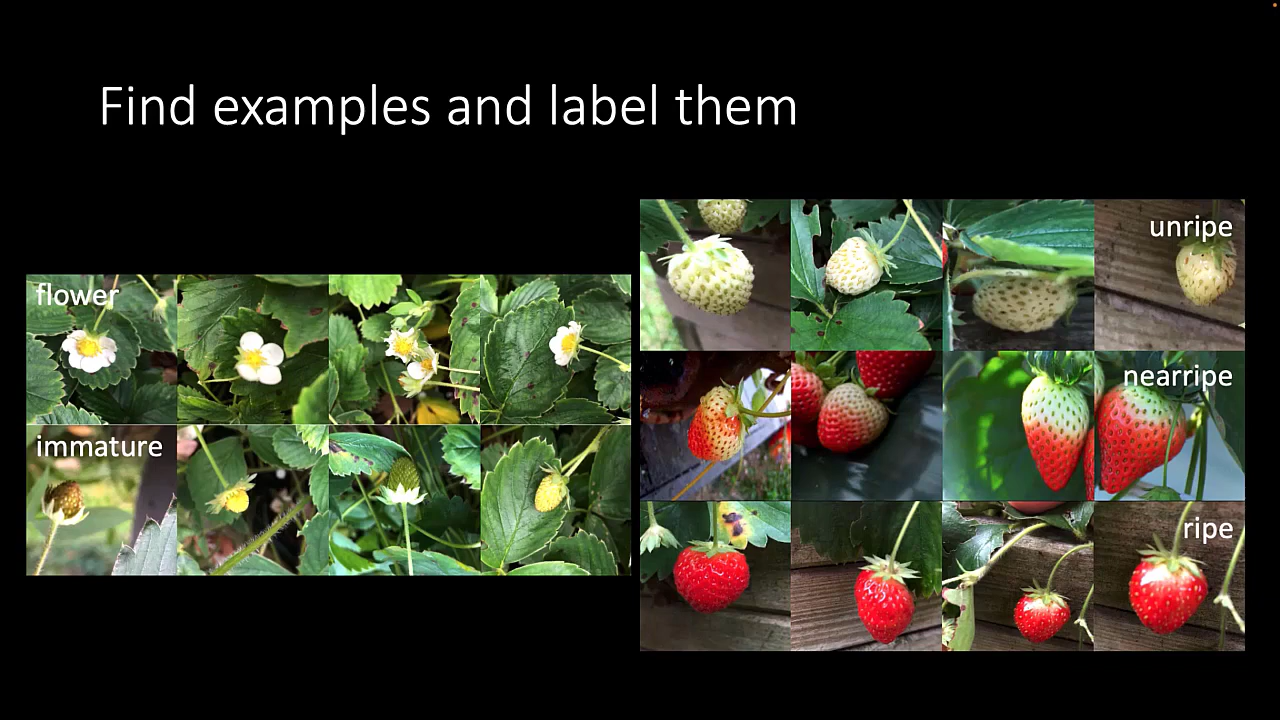 Find examples and label them
flower
immature
unripe
nearripe
ripe